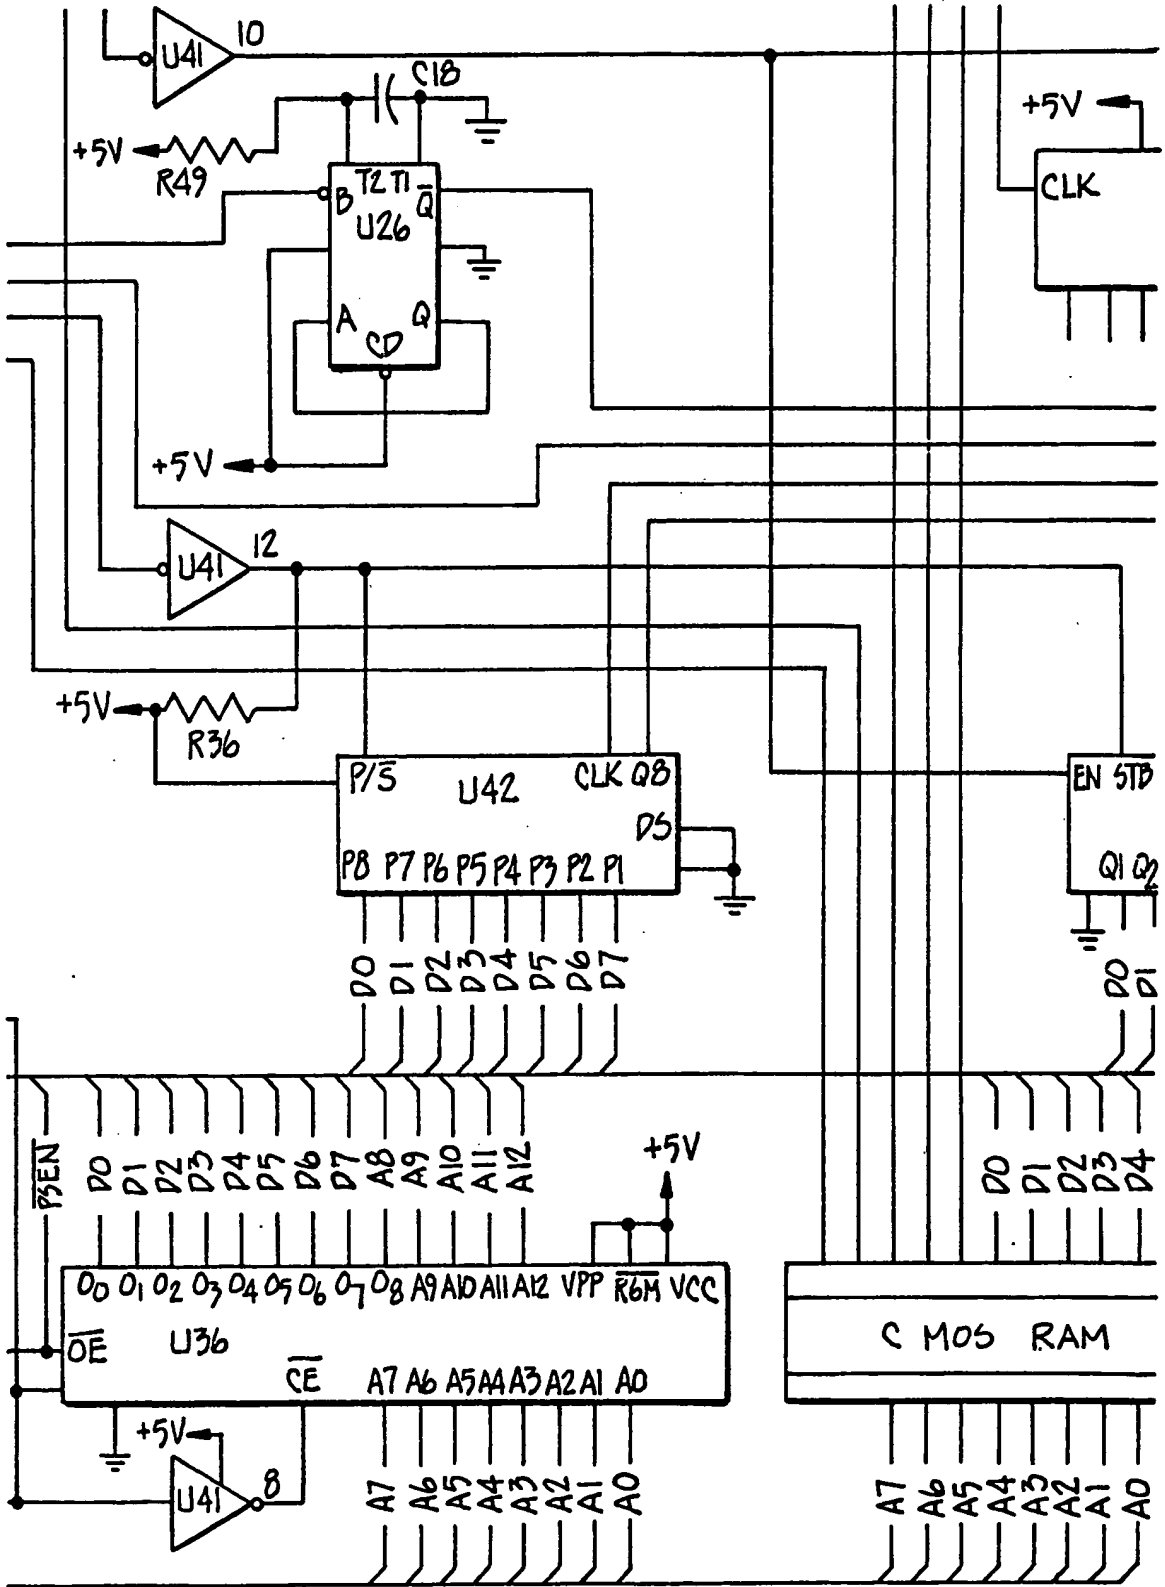 10
U41
C18
+5V
+5V
R49
CLK
T2 T1
B Q̅
U26
A Q
CD
+5V
12
U41
+5V
R36
P/S̅ U42 CLK Q8
EN STB
DS
P8 P7 P6 P5 P4 P3 P2 P1
Q1 Q2
D0 D1 D2 D3 D4 D5 D6 D7
D0 D1
+5V
P̅S̅E̅N̅ D0 D1 D2 D3 D4 D5 D6 D7 A8 A9 A10 A11 A12
D0 D1 D2 D3 D4
O0 O1 O2 O3 O4 O5 O6 O7 O8 A9 A10 A11 A12 VPP R̅6̅M̅ VCC
O̅E̅ U36
C MOS RAM
C̅E̅ A7 A6 A5 A4 A3 A2 A1 A0
+5V
U41 8
A7 A6 A5 A4 A3 A2 A1 A0
A7 A6 A5 A4 A3 A2 A1 A0